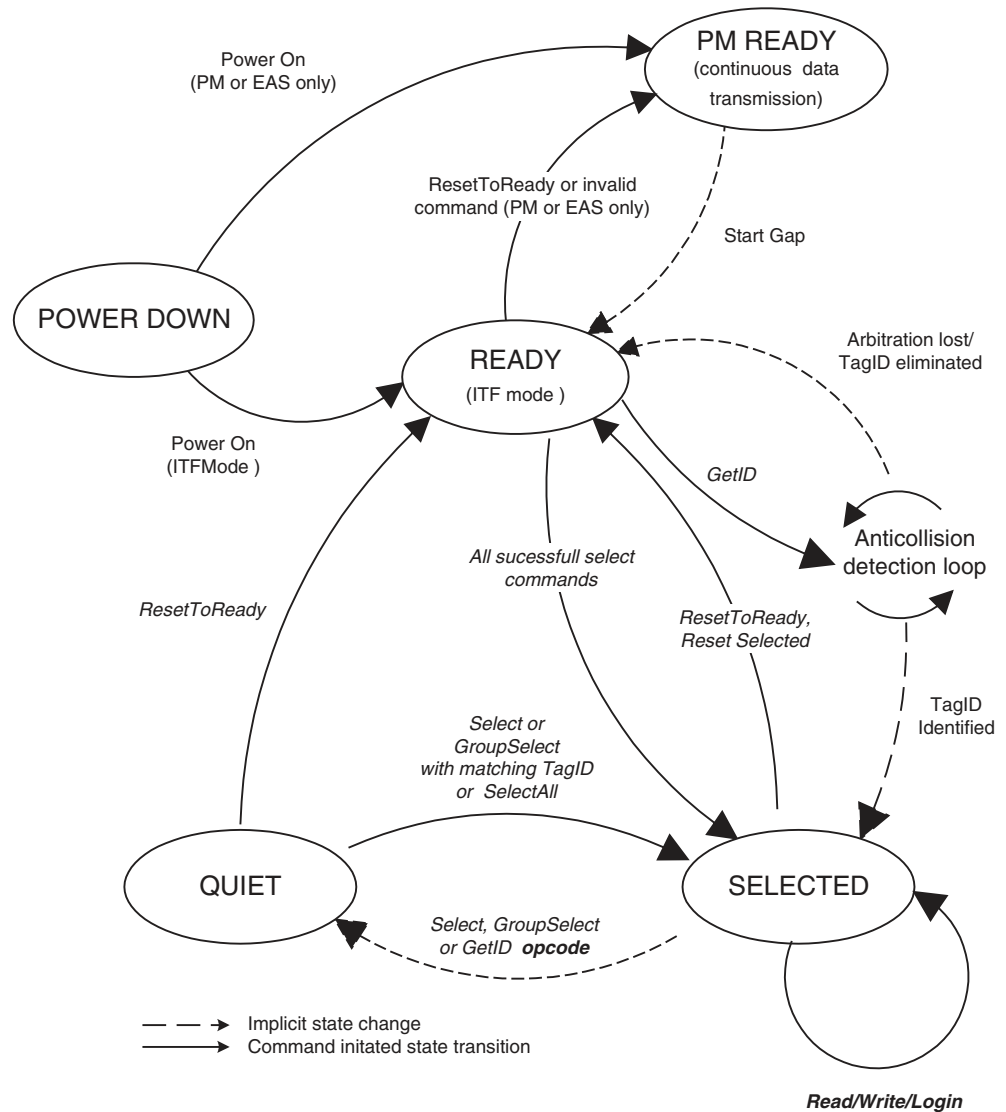 PM READY
(continuous data
transmission)
Power On
(PM or EAS only)
ResetToReady or invalid
command (PM or EAS only)
Start Gap
POWER DOWN
READY
(ITF mode )
Arbitration lost/
TagID eliminated
Power On
(ITFMode )
GetID
Anticollision
detection loop
All sucessfull select
commands
ResetToReady
ResetToReady,
Reset Selected
TagID
Identified
Select or
GroupSelect
with matching TagID
or SelectAll
QUIET
SELECTED
Select, GroupSelect
or GetID opcode
Implicit state change
Command initated state transition
Read/Write/Login